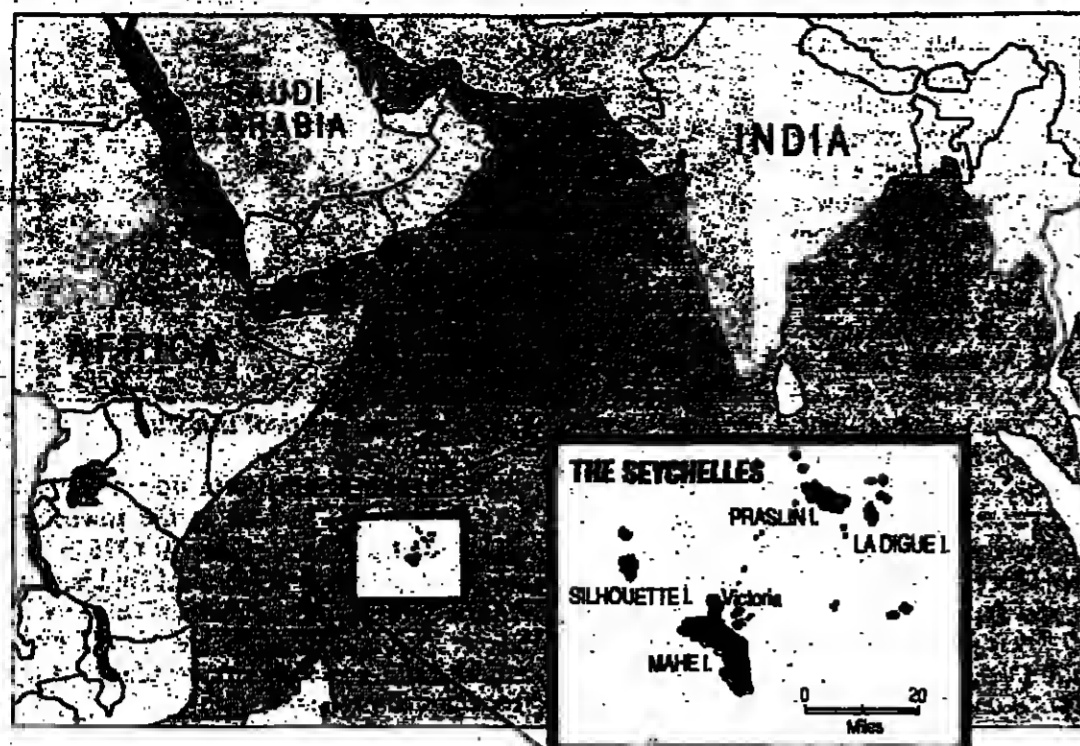 SAUDI
ARABIA
INDIA
AFRICA
THE SEYCHELLES
PRASLIN I.
LA DIGUE I.
SILHOUETTE I.
Victoria
MAHE I.
0 20
Miles